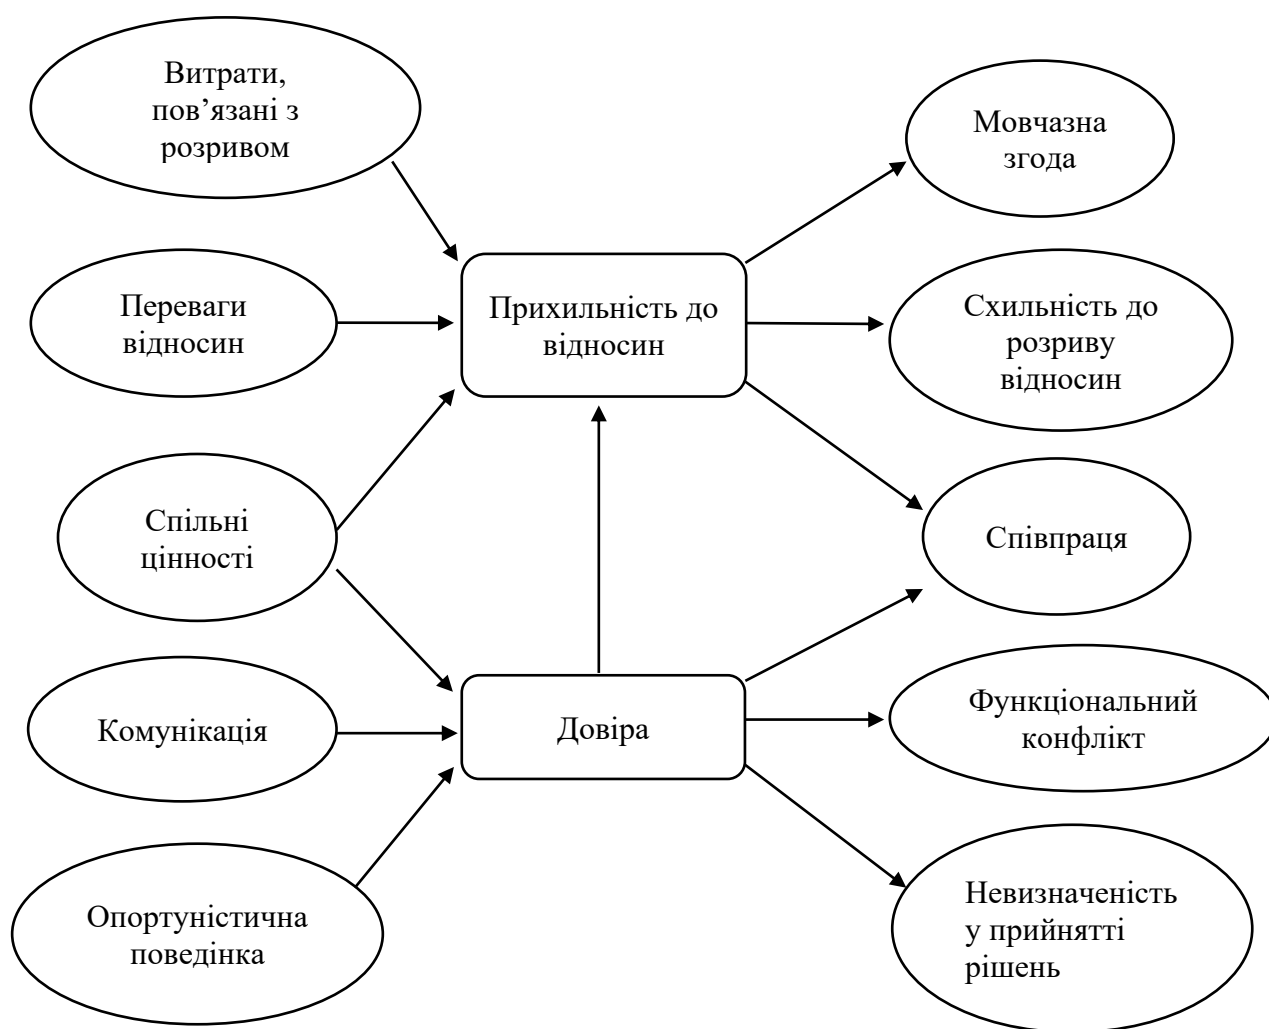 Витрати,
пов’язані з
розривом
Мовчазна
згода
Переваги
відносин
Прихильність до
відносин
Схильність до
розриву
відносин
Спільні
цінності
Співпраця
Комунікація
Довіра
Функціональний
конфлікт
Опортуністична
поведінка
Невизначеність
у прийнятті
рішень